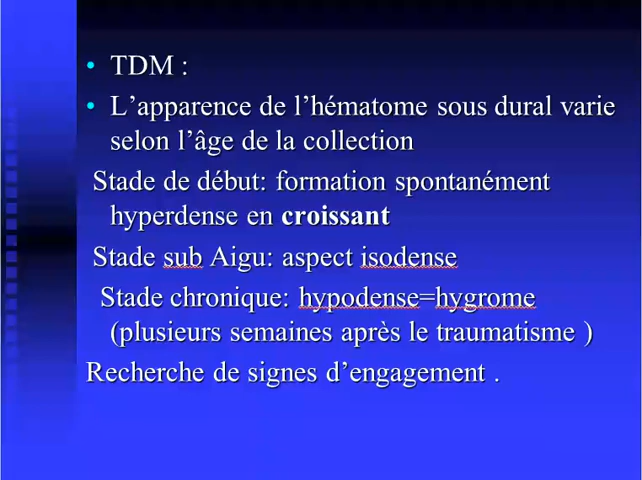 • TDM :
• L’apparence de l’hématome sous dural varie
selon l’âge de la collection
Stade de début: formation spontanément
hyperdense en croissant
Stade sub Aigu: aspect isodense
Stade chronique: hypodense=hygrome
(plusieurs semaines après le traumatisme )
Recherche de signes d’engagement .